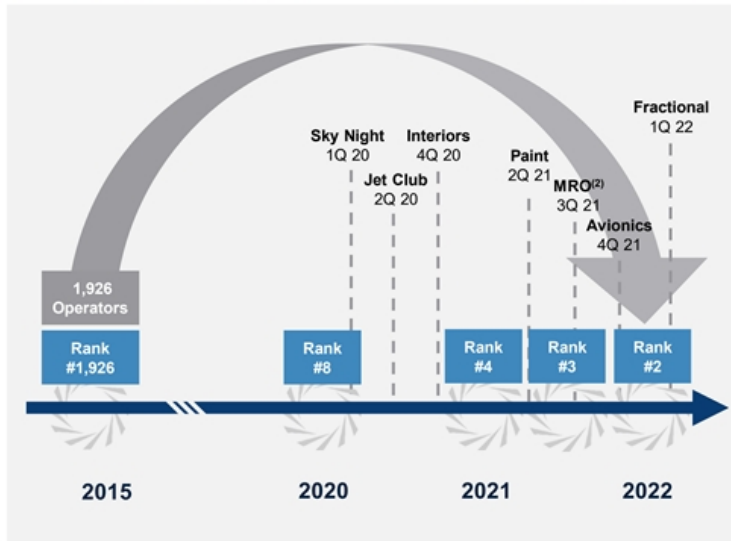 Fractional
1Q 22
Sky Night
1Q 20
Interiors
4Q 20
Jet Club
2Q 20
Paint
2Q 21
MRO(2)
3Q 21
Avionics
4Q 21
1,926
Operators
Rank
#1,926
Rank
#8
Rank
#4
Rank
#3
Rank
#2
2015
2020
2021
2022